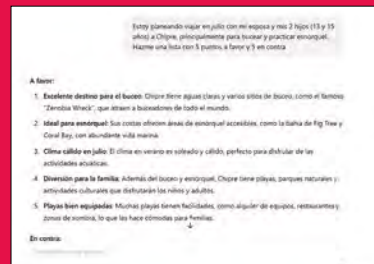 Estoy planeando viajar en julio con mi esposa y mis 2 hijos (13 y 15
años) a Chipre, principalmente para bucear y practicar esnórquel.
Hazme una lista con 5 puntos, a favor y 5 en contra
A favor:
1. Excelente destino para el buceo: Chipre tiene aguas claras y varios sitios de buceo, como el famoso
"Zenobia Wreck", que atraen a buceadores de todo el mundo.
2. Ideal para esnórquel: Sus costas ofrecen áreas de esnórquel accesibles, como la bahía de Fig Tree y
Coral Bay, con abundante vida marina.
3. Clima cálido en julio: El clima en verano es soleado y cálido, perfecto para disfrutar de las
actividades acuáticas.
4. Diversión para la familia: Además del buceo y esnórquel, Chipre tiene playas, parques naturales y
actividades culturales que disfrutarán los niños y adultos.
5. Playas bien equipadas: Muchas playas tienen facilidades, como alquiler de equipos, restaurantes y
zonas de sombra, lo que las hace cómodas para familias.
En contra: